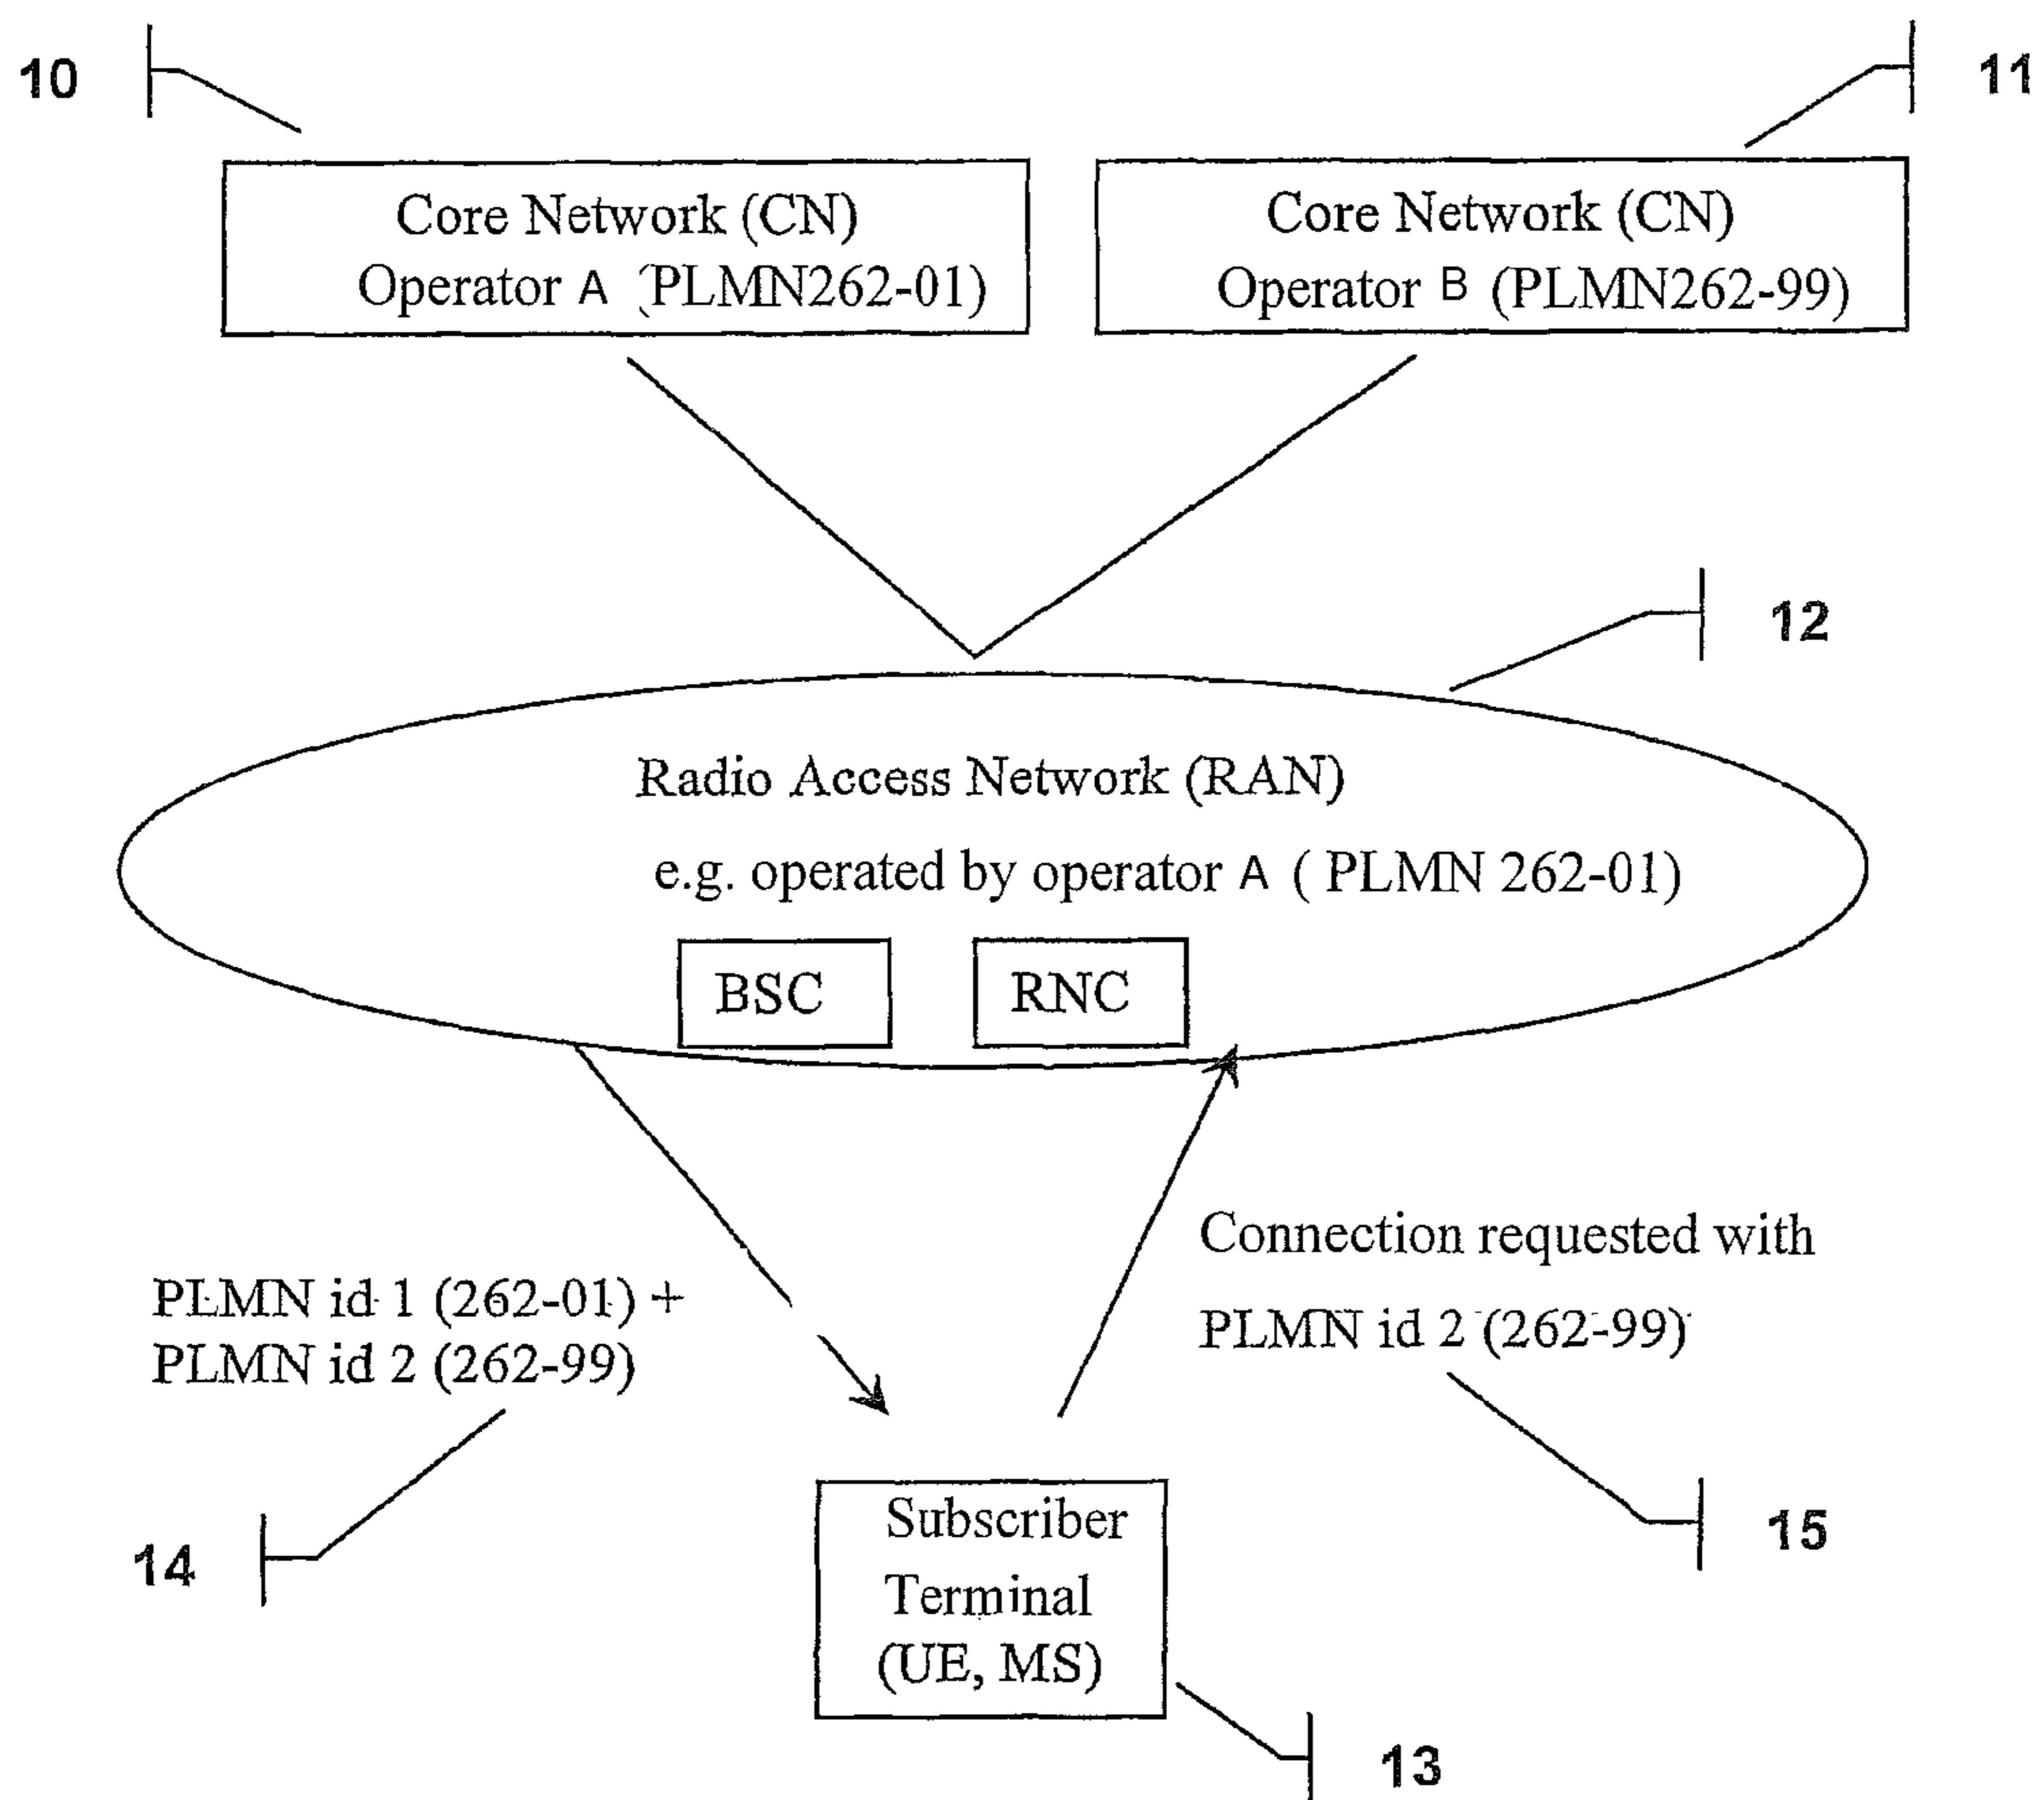 10
11
Core Network (CN)
Operator A (PLMN262-01)
Core Network (CN)
Operator B (PLMN262-99)
12
Radio Access Network (RAN)
e.g. operated by operator A ( PLMN 262-01)
BSC
RNC
PLMN id 1 (262-01) +
PLMN id 2 (262-99)
Connection requested with
PLMN id 2 (262-99)
14
15
Subscriber
Terminal
(UE, MS)
13